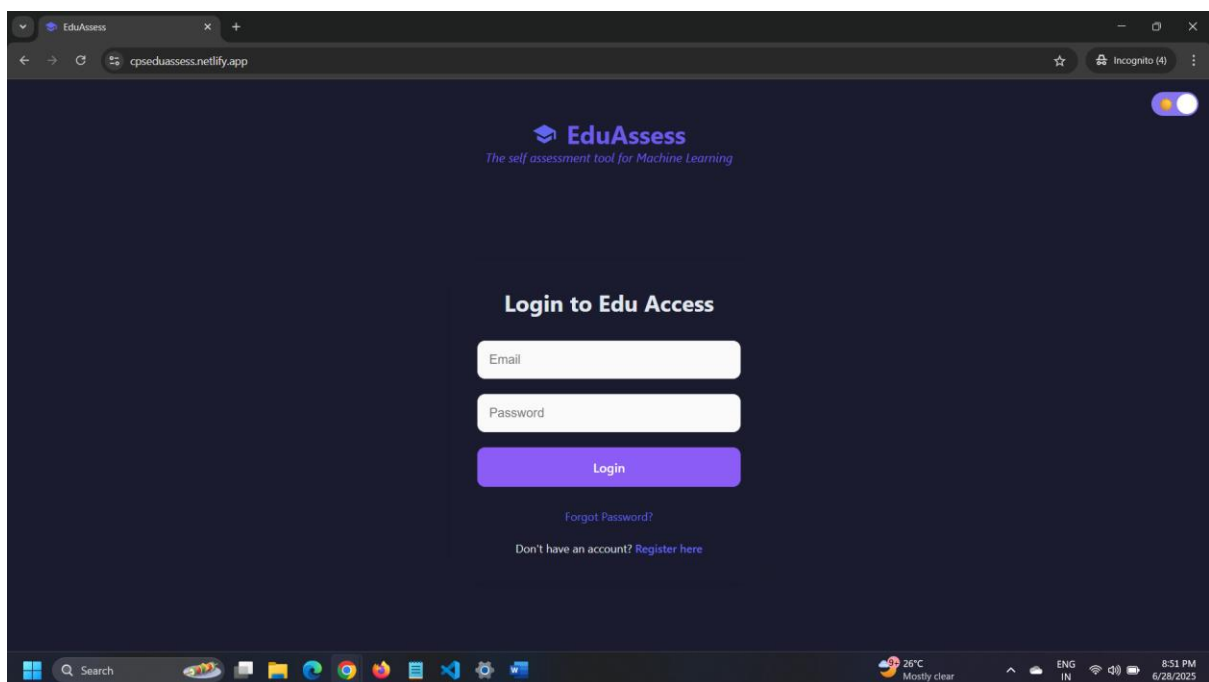 EduAssess
cpseduassess.netlify.app
Incognito (4)
EduAssess
The self assessment tool for Machine Learning
Login to Edu Access
Email
Password
Login
Forgot Password?
Don't have an account? Register here
Search
9+
26°C
Mostly clear
ENG
IN
8:51 PM
6/28/2025